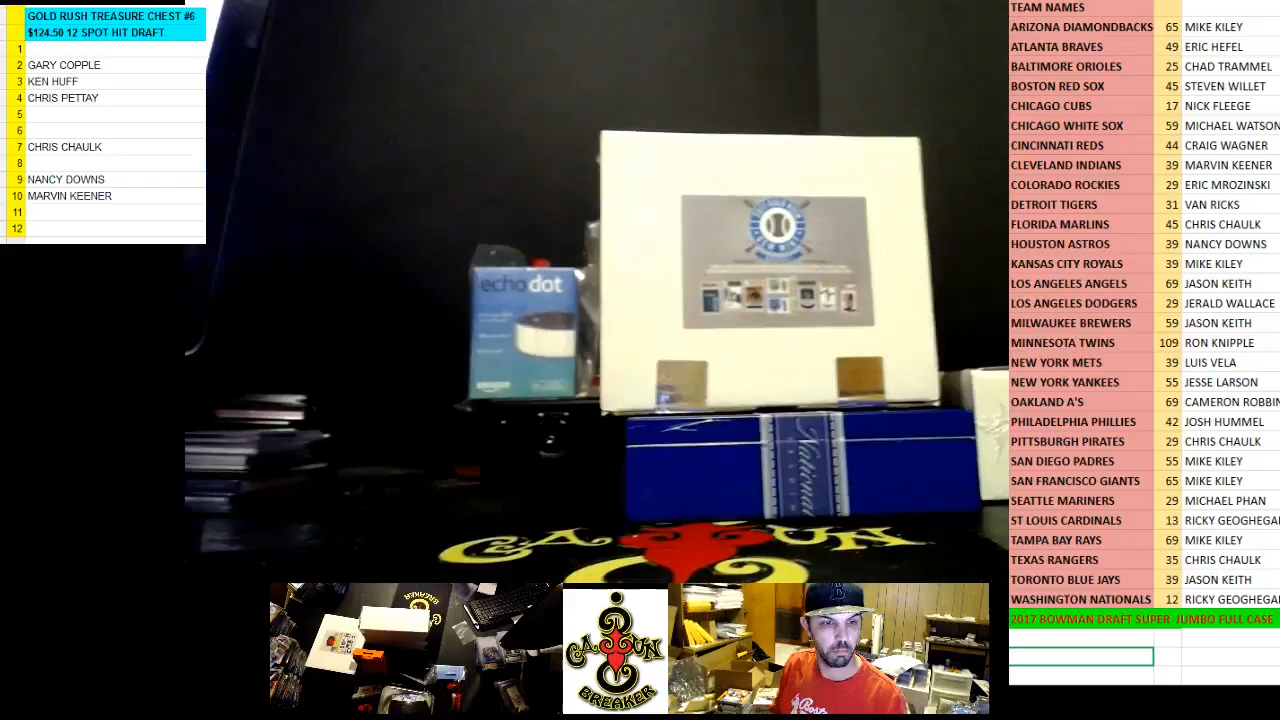 GOLD RUSH TREASURE CHEST #6
$124.50 12 SPOT HIT DRAFT
1
2 GARY COPPLE
3 KEN HUFF
4 CHRIS PETTAY
5
6
7 CHRIS CHAULK
8
9 NANCY DOWNS
10 MARVIN KEENER
11
12
echo dot
National
CAJUN
CAJUN
BREAKER
TEAM NAMES
ARIZONA DIAMONDBACKS 65 MIKE KILEY
ATLANTA BRAVES 49 ERIC HEFEL
BALTIMORE ORIOLES 25 CHAD TRAMMEL
BOSTON RED SOX 45 STEVEN WILLET
CHICAGO CUBS 17 NICK FLEEGE
CHICAGO WHITE SOX 59 MICHAEL WATSON
CINCINNATI REDS 44 CRAIG WAGNER
CLEVELAND INDIANS 39 MARVIN KEENER
COLORADO ROCKIES 29 ERIC MROZINSKI
DETROIT TIGERS 31 VAN RICKS
FLORIDA MARLINS 45 CHRIS CHAULK
HOUSTON ASTROS 39 NANCY DOWNS
KANSAS CITY ROYALS 39 MIKE KILEY
LOS ANGELES ANGELS 69 JASON KEITH
LOS ANGELES DODGERS 29 JERALD WALLACE
MILWAUKEE BREWERS 59 JASON KEITH
MINNESOTA TWINS 109 RON KNIPPLE
NEW YORK METS 39 LUIS VELA
NEW YORK YANKEES 55 JESSE LARSON
OAKLAND A'S 69 CAMERON ROBBIN
PHILADELPHIA PHILLIES 42 JOSH HUMMEL
PITTSBURGH PIRATES 29 CHRIS CHAULK
SAN DIEGO PADRES 55 MIKE KILEY
SAN FRANCISCO GIANTS 65 MIKE KILEY
SEATTLE MARINERS 29 MICHAEL PHAN
ST LOUIS CARDINALS 13 RICKY GEOGHEGA
TAMPA BAY RAYS 69 MIKE KILEY
TEXAS RANGERS 35 CHRIS CHAULK
TORONTO BLUE JAYS 39 JASON KEITH
WASHINGTON NATIONALS 12 RICKY GEOGHEGA
2017 BOWMAN DRAFT SUPER JUMBO FULL CASE